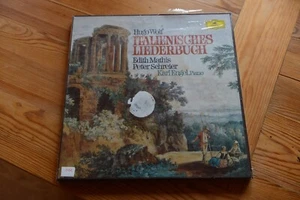 Hugo Wolf
ITALIENISCHES
LIEDERBUCH
Edith Mathis
Peter Schreier
Karl Engel, Piano